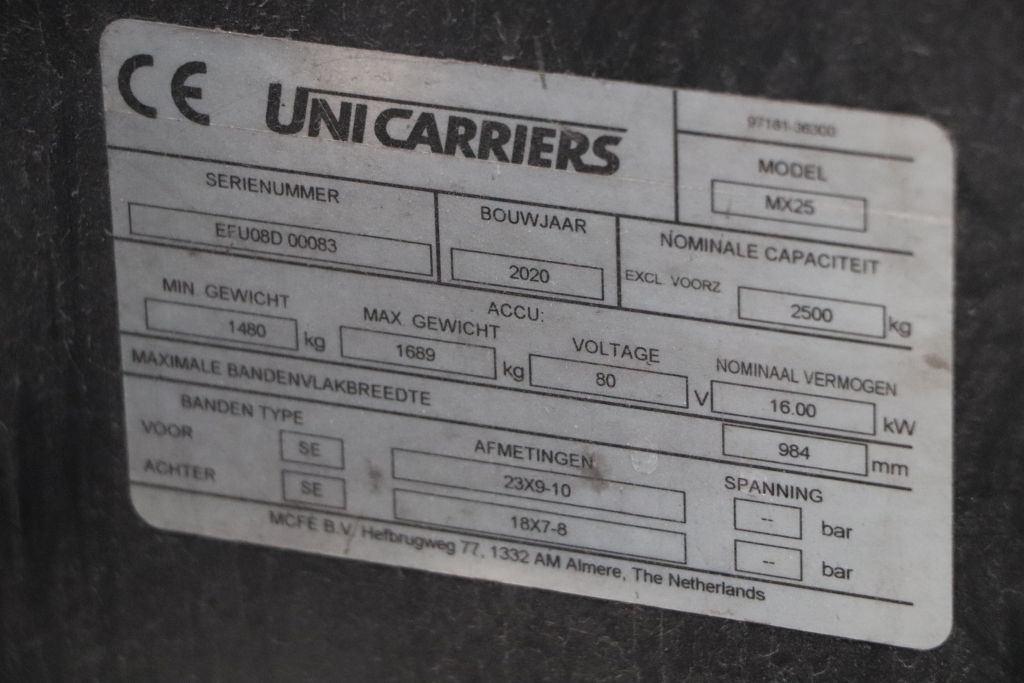 CE UNICARRIERS
97181-36300
MODEL
MX25
SERIENUMMER
EFU08D 00083
BOUWJAAR
2020
NOMINALE CAPACITEIT
EXCL. VOORZ 2500 kg
ACCU:
MIN. GEWICHT
1480 kg
MAX. GEWICHT
1689 kg
VOLTAGE
80 V
NOMINAAL VERMOGEN
16.00 kW
MAXIMALE BANDENVLAKBREEDTE 984 mm
BANDEN TYPE AFMETINGEN SPANNING
VOOR SE 23X9-10 -- bar
ACHTER SE 18X7-8 -- bar
MCFE B.V. Hefbrugweg 77, 1332 AM Almere, The Netherlands